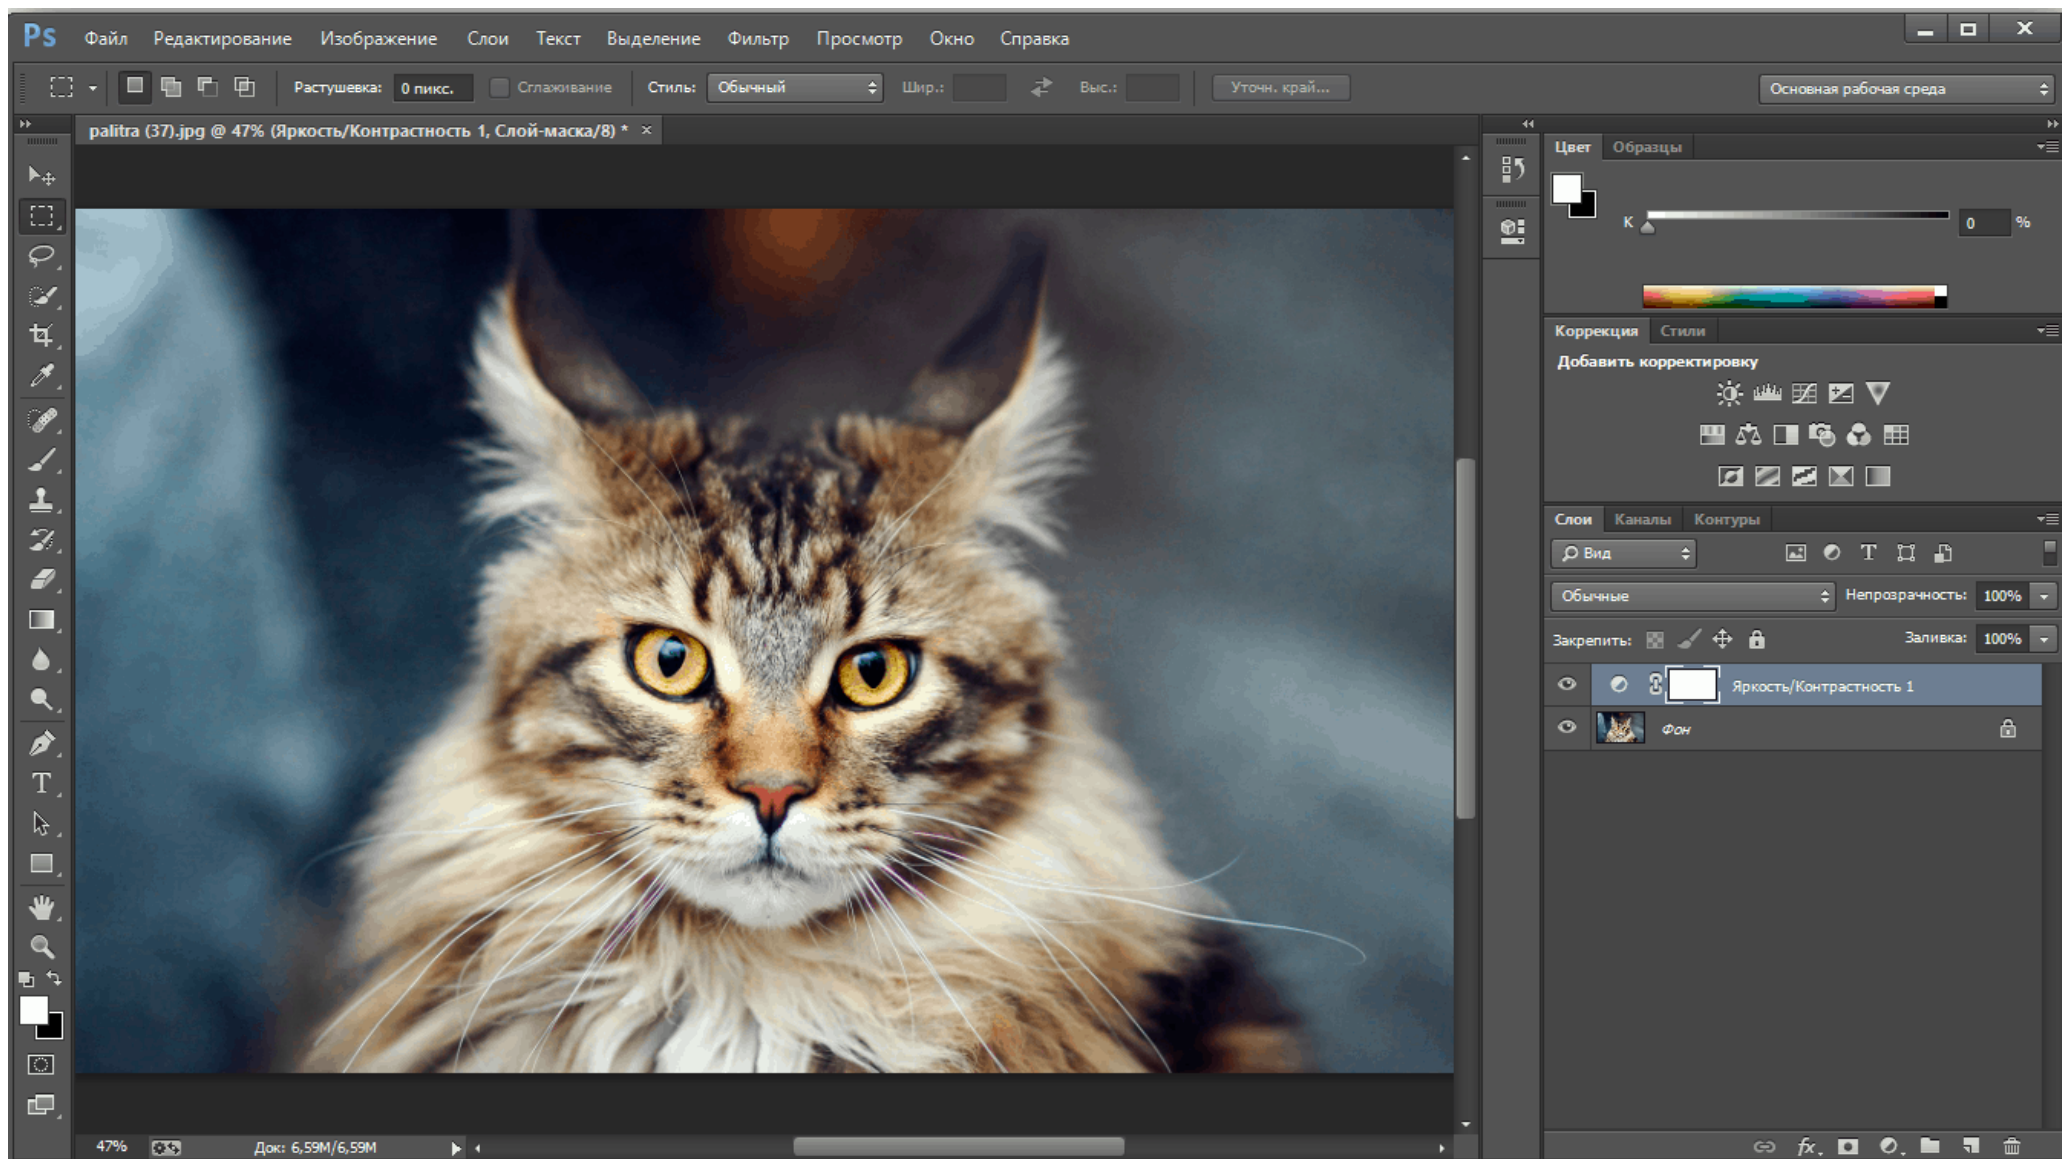 Ps Файл Редактирование Изображение Слои Текст Выделение Фильтр Просмотр Окно Справка
Растушевка: 0 пикс. Сглаживание Стиль: Обычный Шир.: Выс.: Уточн. край... Основная рабочая среда
palitra (37).jpg @ 47% (Яркость/Контрастность 1, Слой-маска/8) * ×
Цвет Образцы
K 0 %
Коррекция Стили
Добавить корректировку
Слои Каналы Контуры
Вид
Обычные Непрозрачность: 100%
Закрепить: Заливка: 100%
Яркость/Контрастность 1
Фон
47% Док: 6,59M/6,59M
fx